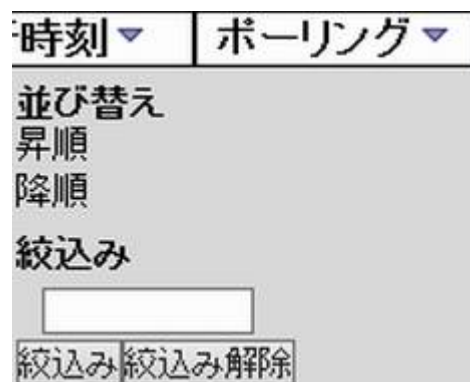 時刻 ポーリング
並び替え
昇順
降順
絞込み
絞込み 絞込み解除